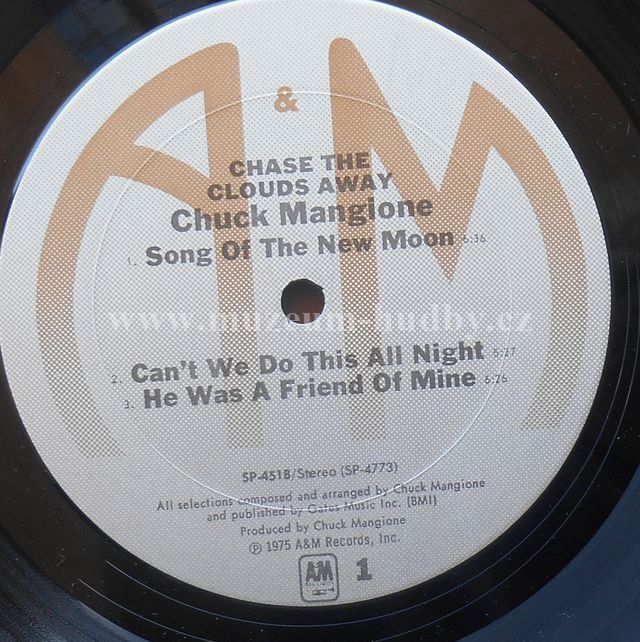 A & M
CHASE THE
CLOUDS AWAY
Chuck Mangione
1. Song Of The New Moon 6:36
www.muzeum-hudby.cz
2. Can't We Do This All Night 5:27
3. He Was A Friend Of Mine 6:26
SP-4518/Stereo (SP-4773)
All selections composed and arranged by Chuck Mangione
and published by Gates Music Inc. (BMI)
Produced by Chuck Mangione
℗ 1975 A&M Records, Inc.
A&M 1